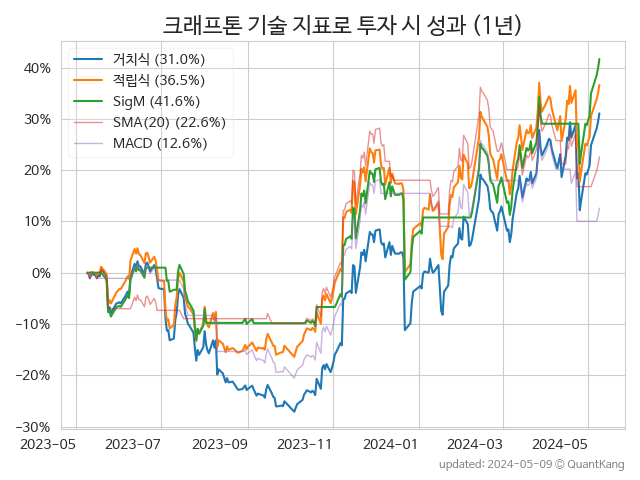 크래프톤 기술 지표로 투자 시 성과 (1년)
거치식 (31.0%)
적립식 (36.5%)
SigM (41.6%)
SMA(20) (22.6%)
MACD (12.6%)
40%
30%
20%
10%
0%
−10%
−20%
−30%
2023-05 2023-07 2023-09 2023-11 2024-01 2024-03 2024-05
updated: 2024-05-09 © QuantKang